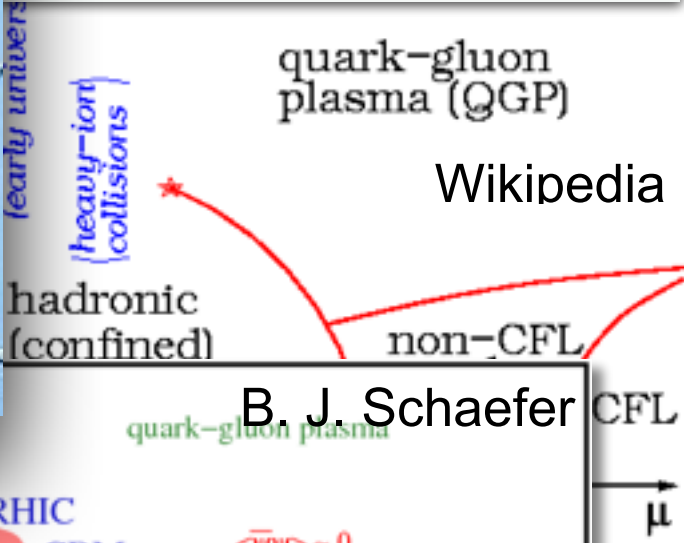 (early univers
quark–gluon
plasma (QGP)
(heavy–ion)
(collisions)
Wikipedia
hadronic
(confined)
non–CFL
B. J. Schaefer
CFL
quark–gluon plasma
RHIC
μ